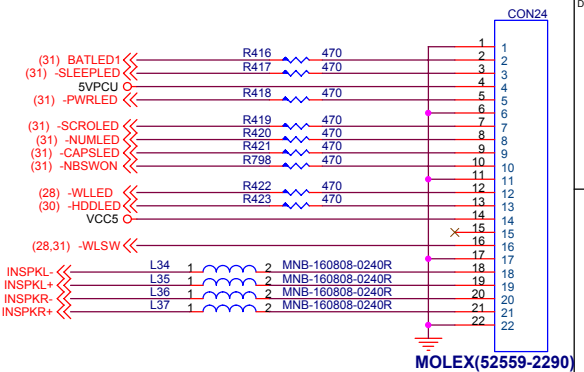 D
CON24
1 1
(31) BATLED1 R416 470 2 2
(31) -SLEEPLED R417 470 3 3
5VPCU 4 4
(31) -PWRLED R418 470 5 5
6 6
(31) -SCROLED R419 470 7 7
(31) -NUMLED R420 470 8 8
(31) -CAPSLED R421 470 9 9
(31) -NBSWON R798 470 10 10
11 11
(28) -WLLED R422 470 12 12
(30) -HDDLED R423 470 13 13
VCC5 14 14
15 15
(28,31) -WLSW 16 16
17 17
INSPKL- L34 1 2 MNB-160808-0240R 18 18
INSPKL+ L35 1 2 MNB-160808-0240R 19 19
INSPKR- L36 1 2 MNB-160808-0240R 20 20
INSPKR+ L37 1 2 MNB-160808-0240R 21 21
22 22
MOLEX(52559-2290)